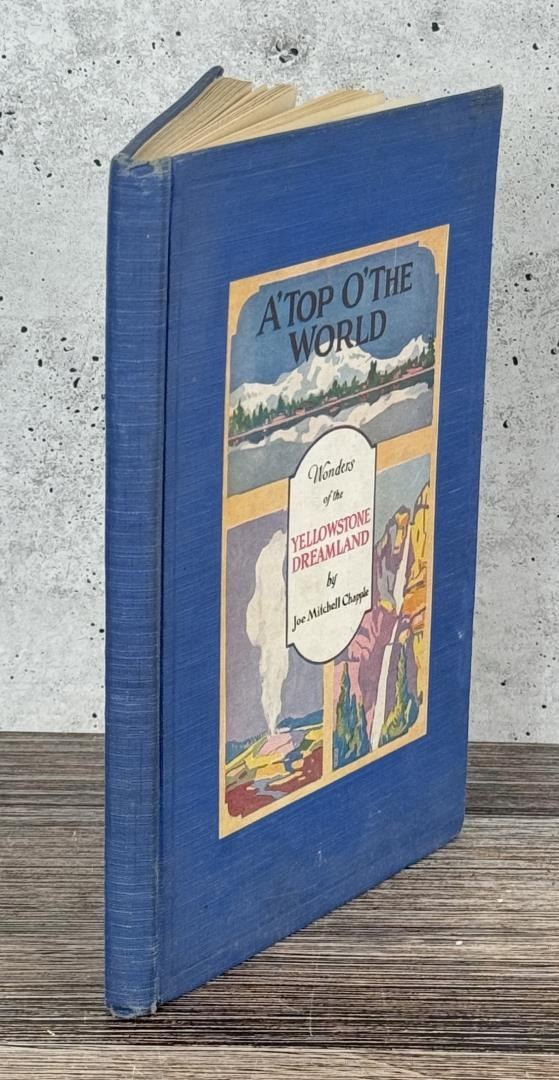 A'TOP O'THE
WORLD
Wonders
of the
YELLOWSTONE
DREAMLAND
by
Joe Mitchell Chapple